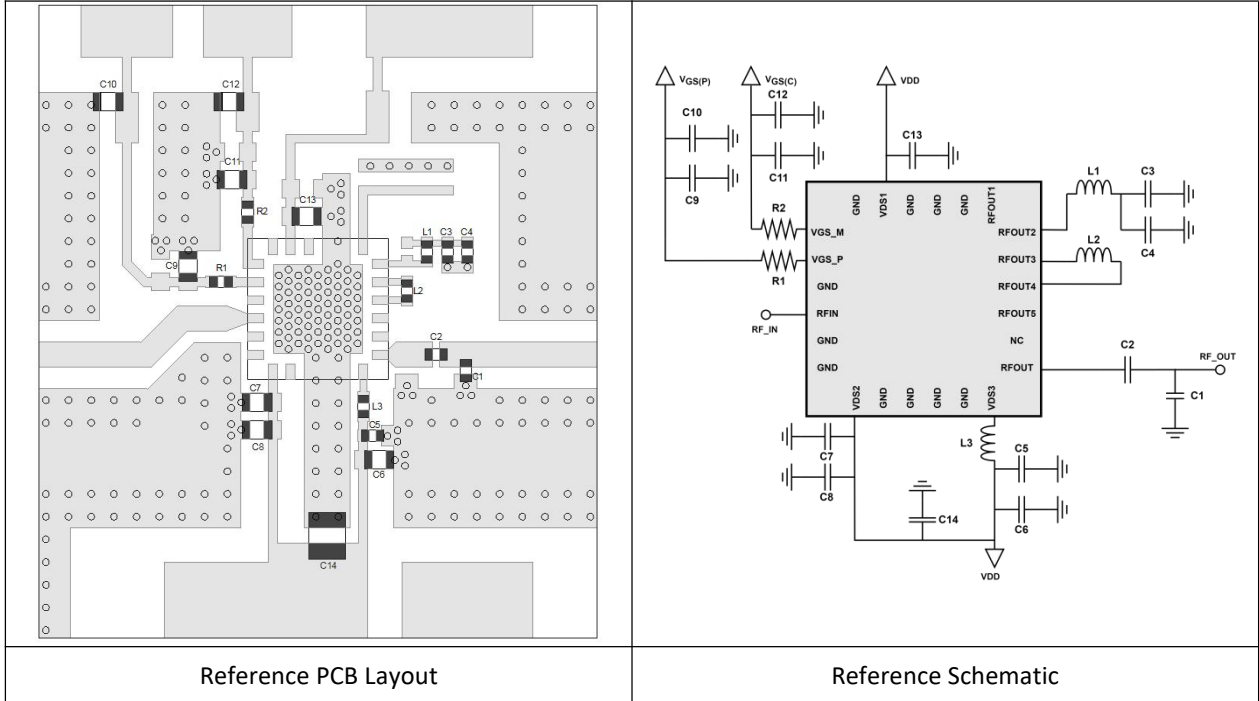 C10
C12
C11
R2
C13
C9
R1
L1
C3
C4
L2
C2
C1
C7
C8
L3
C5
C6
C14
Reference PCB Layout
VGS(P)
VGS(C)
VDD
C12
C10
C13
C11
C9
L1
C3
C4
L2
R2
R1
GND
VDS1
GND
GND
GND
RFOUT1
VGS_M
VGS_P
GND
RFIN
GND
GND
RFOUT2
RFOUT3
RFOUT4
RFOUT5
NC
RFOUT
RF_IN
C2
RF_OUT
C1
VDS2
GND
GND
GND
GND
VDS3
L3
C7
C8
C5
C6
C14
VDD
Reference Schematic